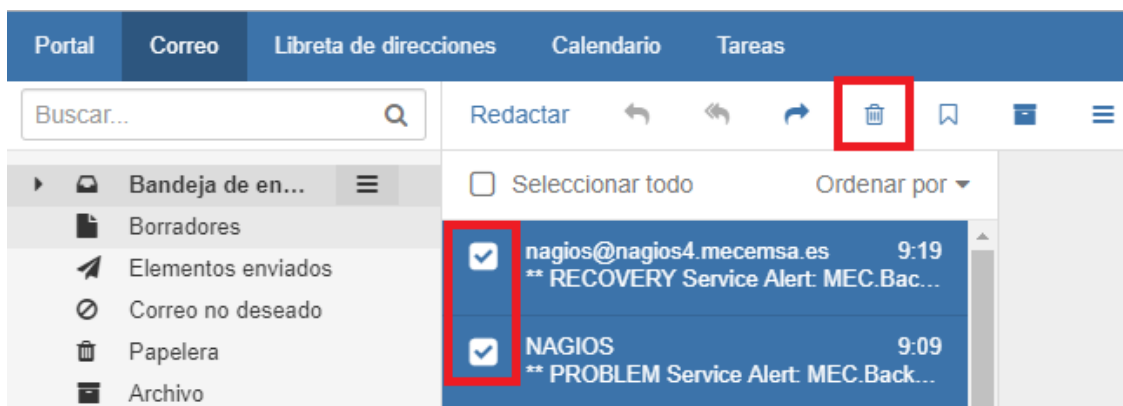 Portal Correo Libreta de direcciones Calendario Tareas
Buscar...
Redactar
Bandeja de en...
Borradores
Elementos enviados
Correo no deseado
Papelera
Archivo
Seleccionar todo Ordenar por
nagios@nagios4.mecemsa.es 9:19
** RECOVERY Service Alert: MEC.Bac...
NAGIOS 9:09
** PROBLEM Service Alert: MEC.Back...